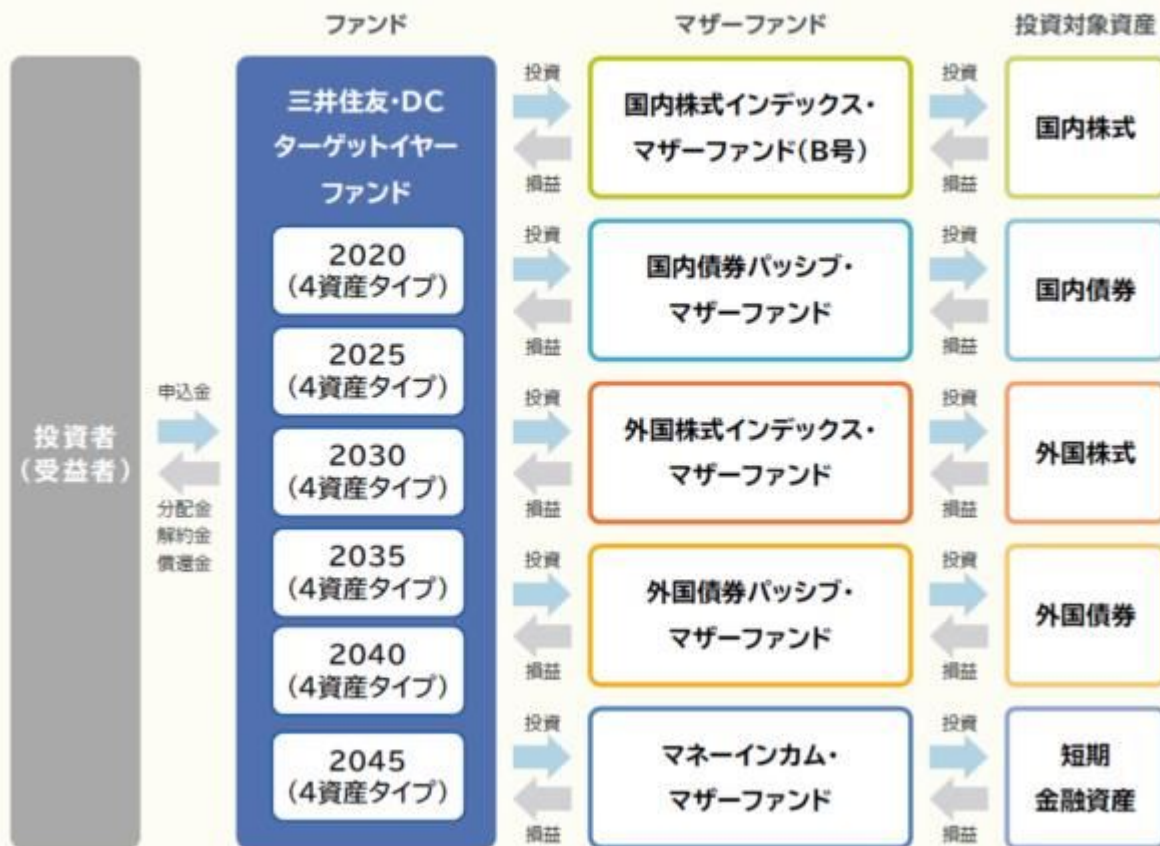 ファンド
マザーファンド
投資対象資産
投資者
(受益者)
申込金
分配金
解約金
償還金
三井住友・DC
ターゲットイヤー
ファンド
2020
(4資産タイプ)
2025
(4資産タイプ)
2030
(4資産タイプ)
2035
(4資産タイプ)
2040
(4資産タイプ)
2045
(4資産タイプ)
投資
損益
国内株式インデックス・
マザーファンド(B号)
投資
損益
国内株式
投資
損益
国内債券パッシブ・
マザーファンド
投資
損益
国内債券
投資
損益
外国株式インデックス・
マザーファンド
投資
損益
外国株式
投資
損益
外国債券パッシブ・
マザーファンド
投資
損益
外国債券
投資
損益
マネーインカム・
マザーファンド
投資
損益
短期
金融資産